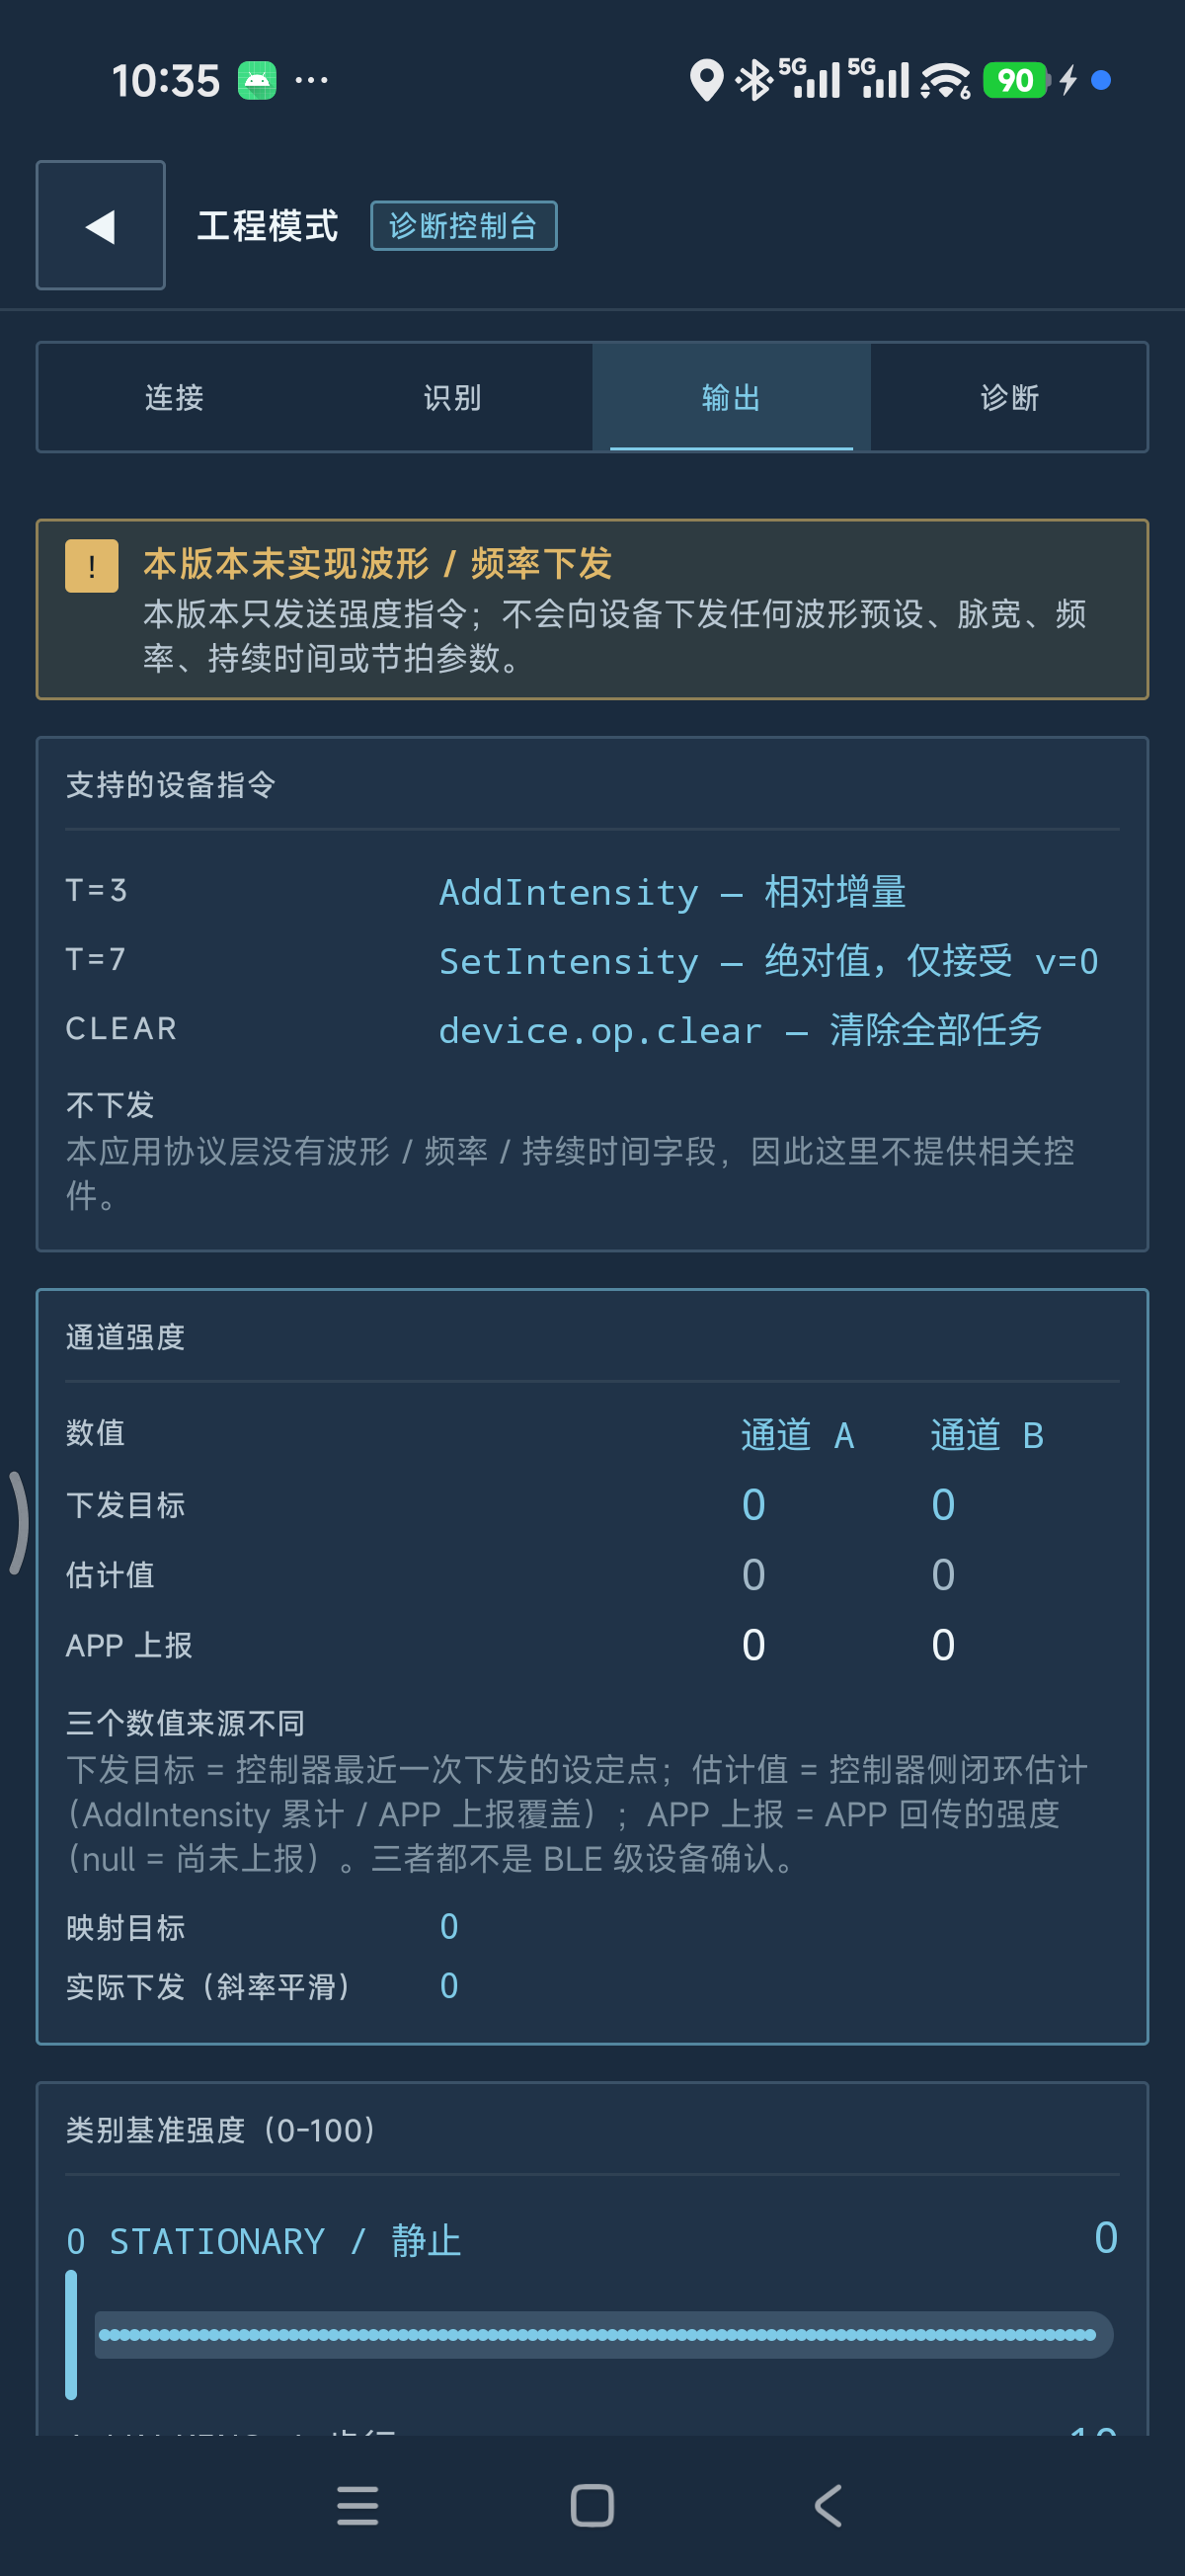 10:35
5G
5G
6
90
工程模式
诊断控制台
连接
识别
输出
诊断
!
本版本未实现波形 / 频率下发
本版本只发送强度指令；不会向设备下发任何波形预设、脉宽、频
率、持续时间或节拍参数。
支持的设备指令
T=3
AddIntensity — 相对增量
T=7
SetIntensity — 绝对值，仅接受 v=0
CLEAR
device.op.clear — 清除全部任务
不下发
本应用协议层没有波形 / 频率 / 持续时间字段，因此这里不提供相关控
件。
通道强度
数值 通道 A 通道 B
下发目标 0 0
估计值 0 0
APP 上报 0 0
三个数值来源不同
下发目标 = 控制器最近一次下发的设定点；估计值 = 控制器侧闭环估计
（AddIntensity 累计 / APP 上报覆盖）；APP 上报 = APP 回传的强度
（null = 尚未上报）。三者都不是 BLE 级设备确认。
映射目标 0
实际下发（斜率平滑） 0
类别基准强度（0-100）
0 STATIONARY / 静止 0